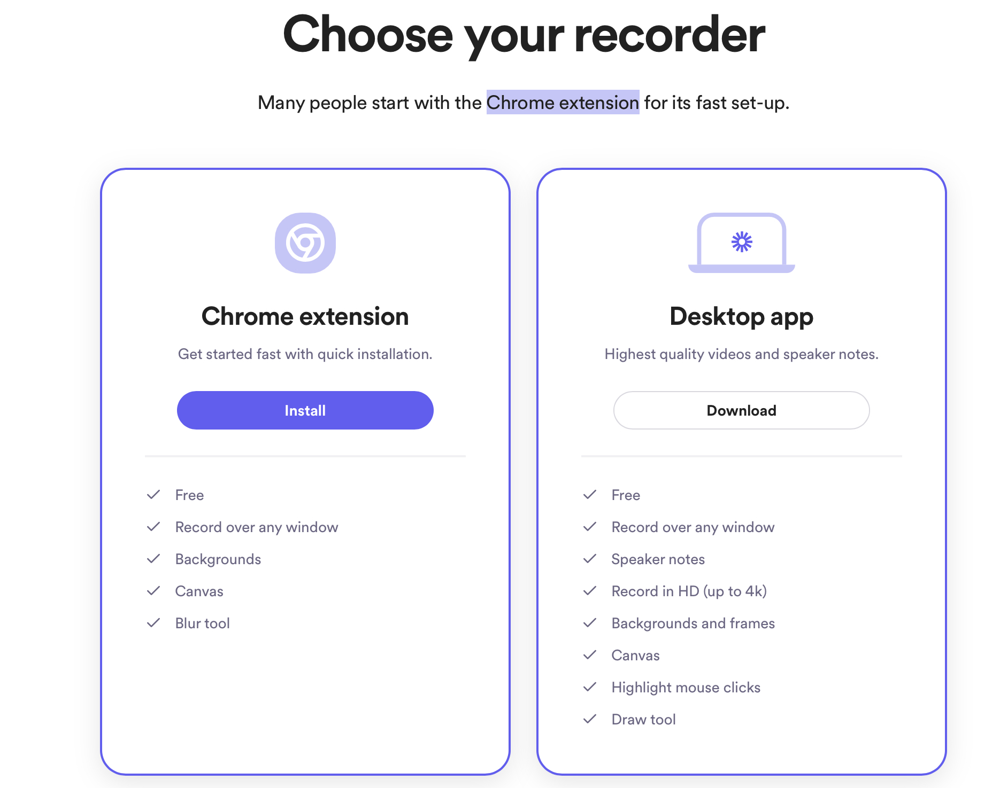 Choose your recorder
Many people start with the Chrome extension for its fast set-up.
Chrome extension
Get started fast with quick installation.
Install
Free
Record over any window
Backgrounds
Canvas
Blur tool
Desktop app
Highest quality videos and speaker notes.
Download
Free
Record over any window
Speaker notes
Record in HD (up to 4k)
Backgrounds and frames
Canvas
Highlight mouse clicks
Draw tool